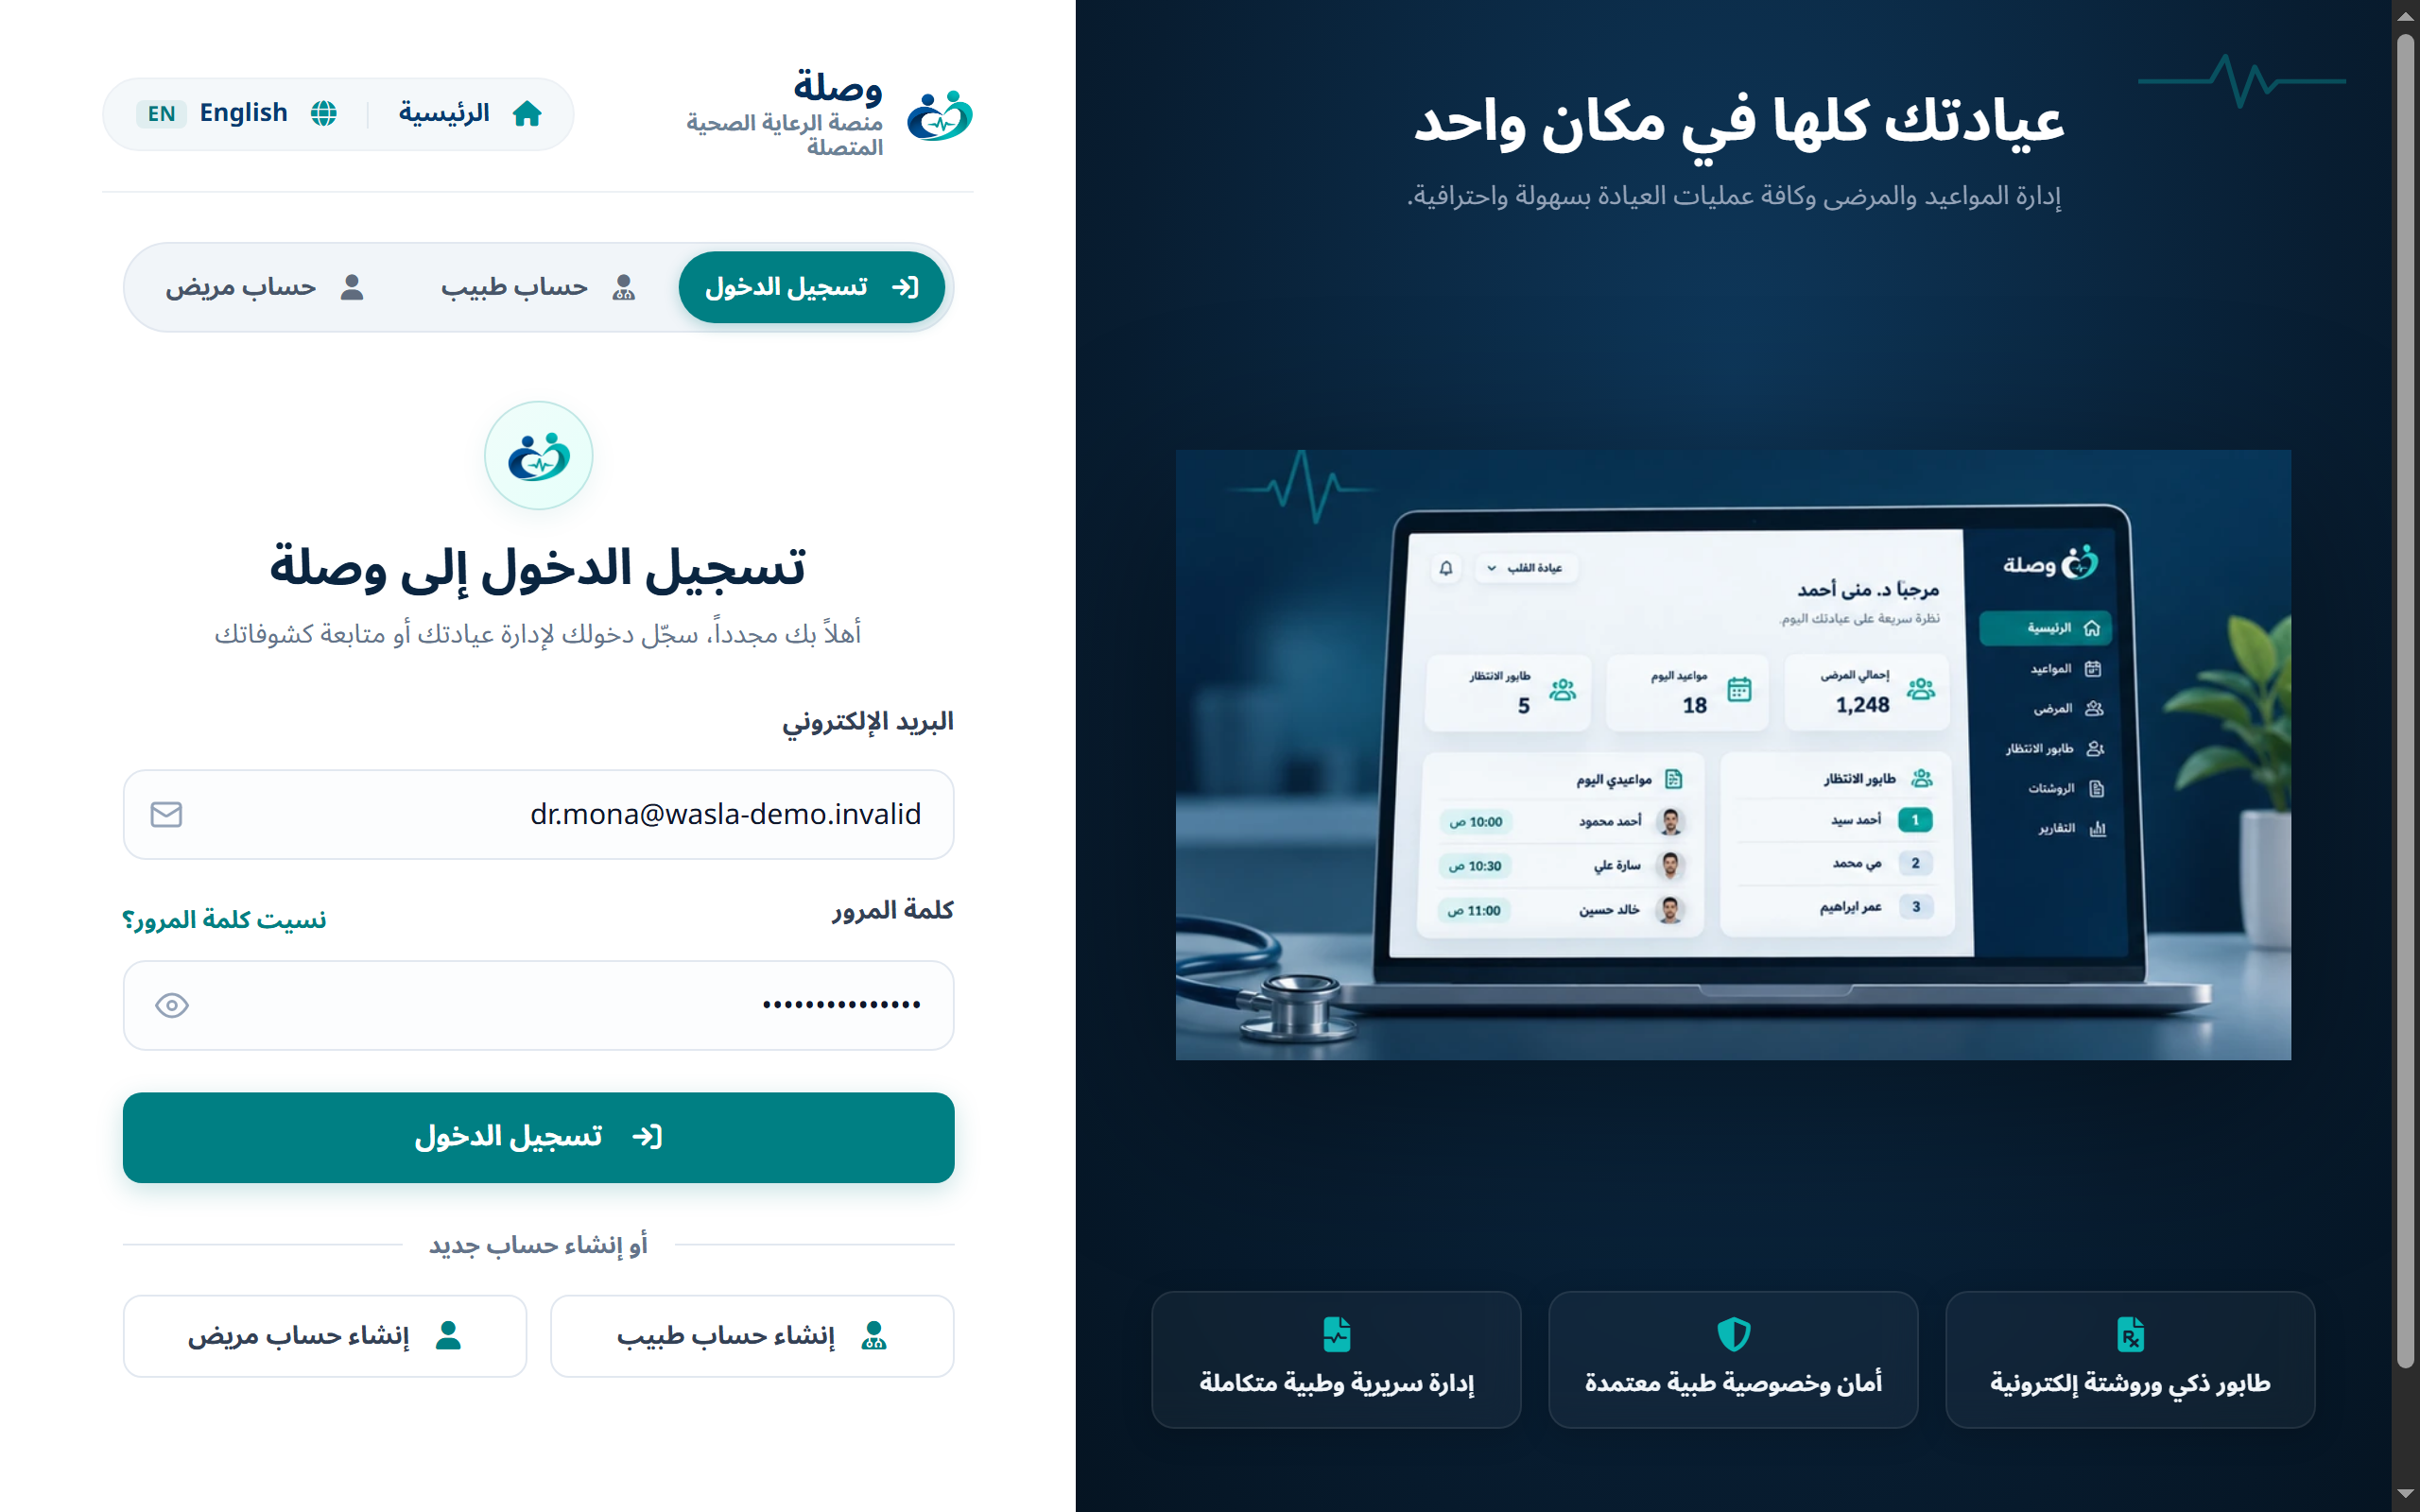 وصلة
منصة الرعاية الصحية
المتصلة
الرئيسية
English EN
تسجيل الدخول
حساب طبيب
حساب مريض
تسجيل الدخول إلى وصلة
أهلاً بك مجدداً، سجّل دخولك لإدارة عيادتك أو متابعة كشوفاتك
البريد الإلكتروني
dr.mona@wasla-demo.invalid
كلمة المرور
نسيت كلمة المرور؟
•••••••••••••••
تسجيل الدخول
أو إنشاء حساب جديد
إنشاء حساب طبيب
إنشاء حساب مريض
عيادتك كلها في مكان واحد
إدارة المواعيد والمرضى وكافة عمليات العيادة بسهولة واحترافية.
وصلة
الرئيسية
المواعيد
المرضى
طابور الانتظار
الروشتات
التقارير
عيادة القلب
مرحبًا د. منى أحمد
نظرة سريعة على عيادتك اليوم.
إجمالي المرضى
1,248
مواعيد اليوم
18
طابور الانتظار
5
طابور الانتظار
1 أحمد سيد
2 مي محمد
3 عمر ابراهيم
مواعيدي اليوم
أحمد محمود 10:00 ص
سارة علي 10:30 ص
خالد حسين 11:00 ص
طابور ذكي وروشتة إلكترونية
أمان وخصوصية طبية معتمدة
إدارة سريرية وطبية متكاملة